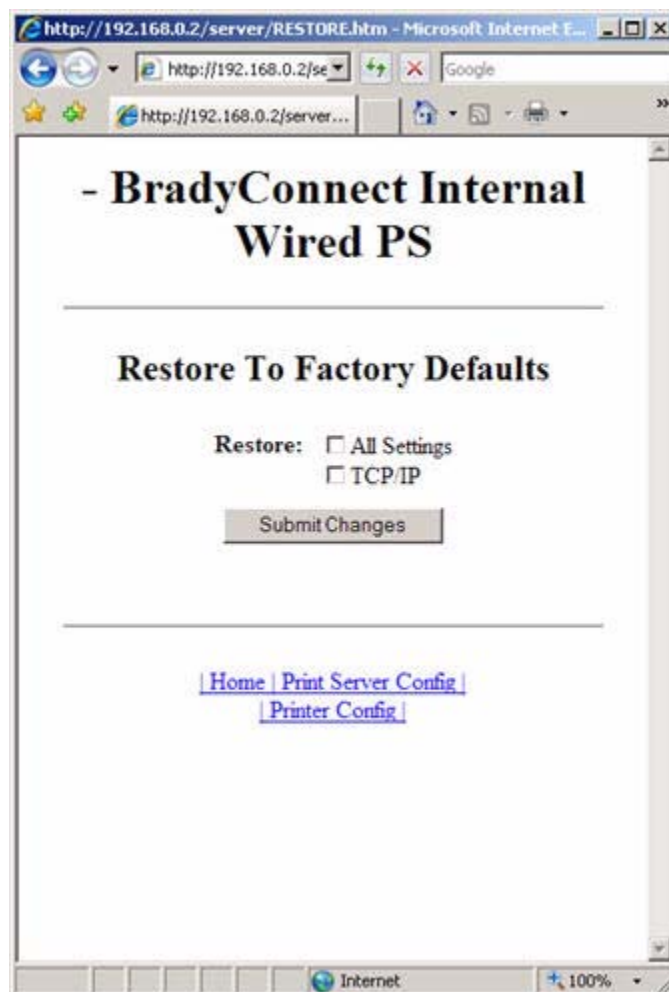 http://192.168.0.2/server/RESTORE.htm - Microsoft Internet E...
http://192.168.0.2/se
Google
http://192.168.0.2/server...
»
- BradyConnect Internal
Wired PS
Restore To Factory Defaults
Restore: All Settings
TCP/IP
Submit Changes
| Home | Print Server Config |
| Printer Config |
Internet
100%